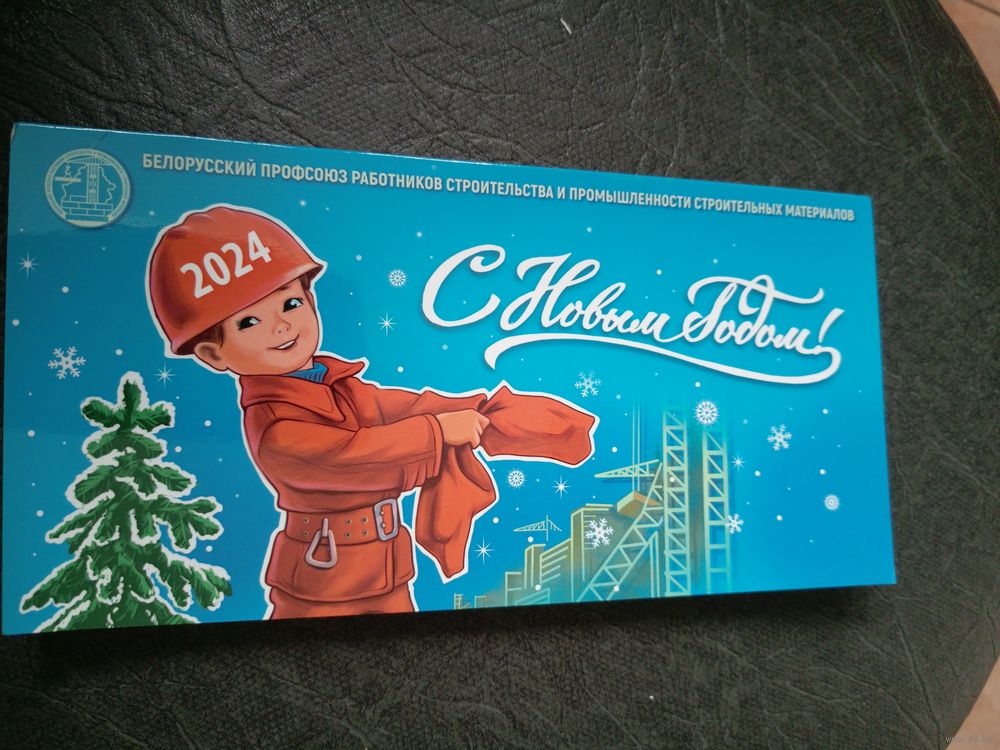 БЕЛОРУССКИЙ ПРОФСОЮЗ РАБОТНИКОВ СТРОИТЕЛЬСТВА И ПРОМЫШЛЕННОСТИ СТРОИТЕЛЬНЫХ МАТЕРИАЛОВ
2024
С Новым Годом!